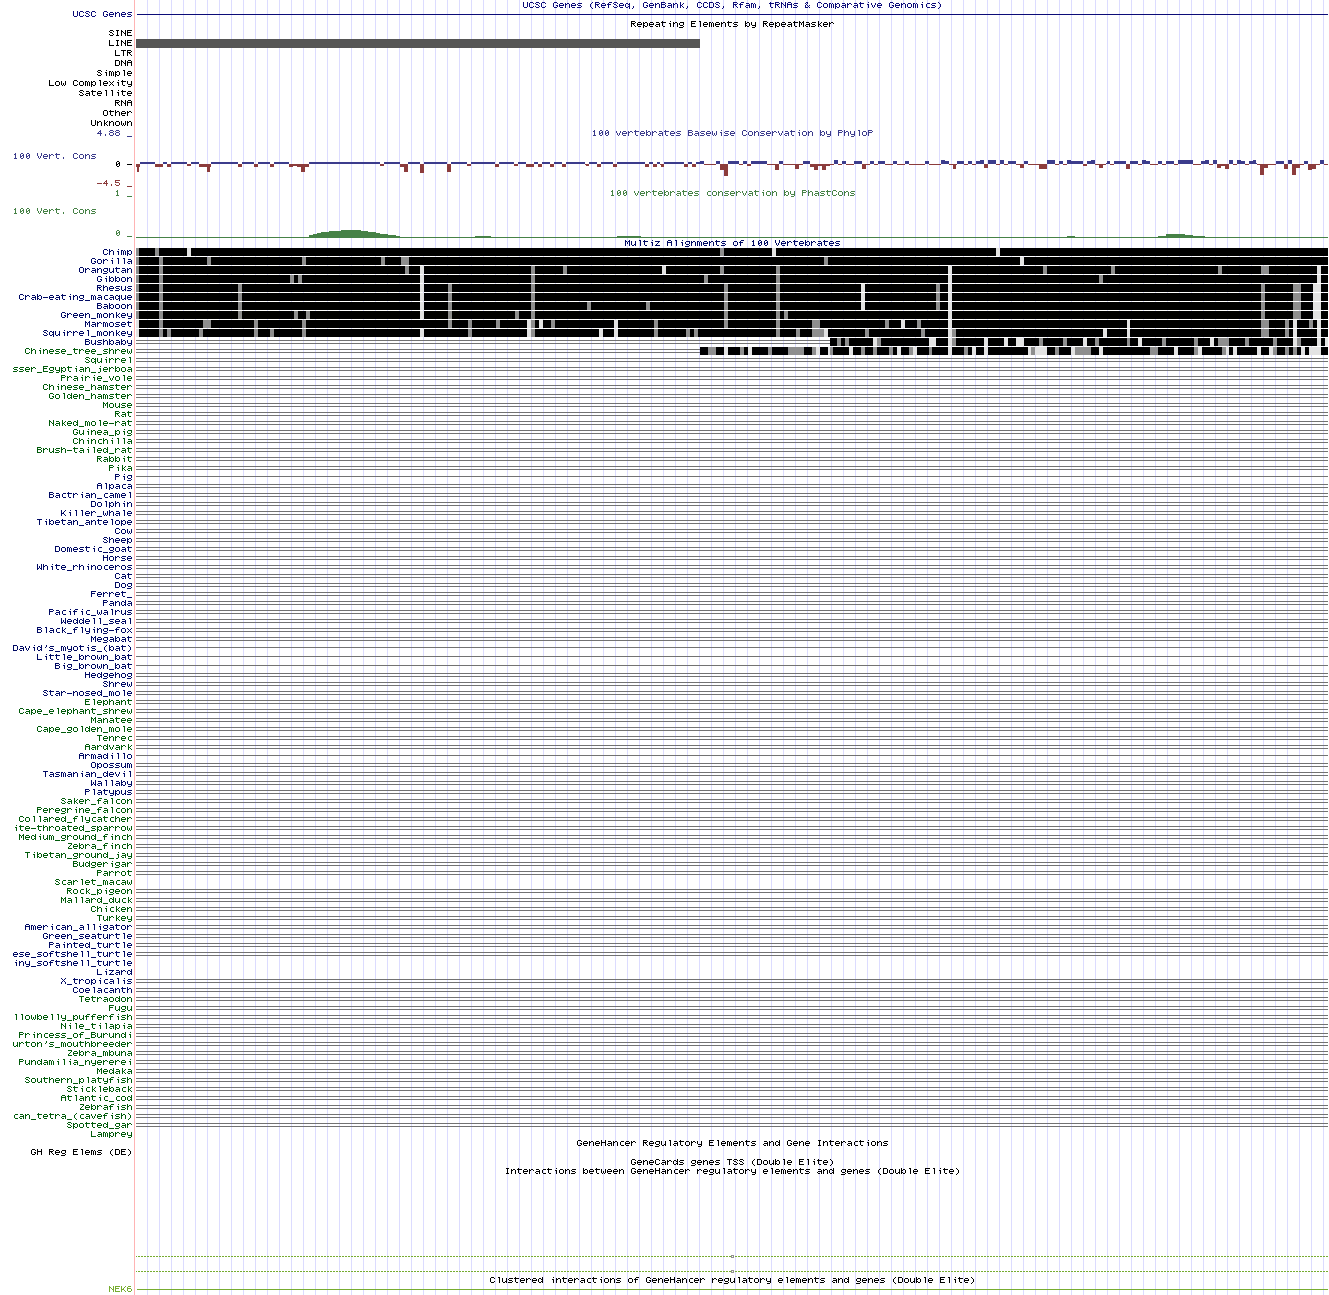 UCSC Genes (RefSeq, GenBank, CCDS, Rfam, tRNAs & Comparative Genomics)
UCSC Genes
Repeating Elements by RepeatMasker
SINE
LINE
LTR
DNA
Simple
Low Complexity
Satellite
RNA
Other
Unknown
4.88 _
100 vertebrates Basewise Conservation by PhyloP
100 Vert. Cons
0 _
-4.5 _
1 _
100 vertebrates conservation by PhastCons
100 Vert. Cons
0 _
Multiz Alignments of 100 Vertebrates
Chimp
Gorilla
Orangutan
Gibbon
Rhesus
Crab-eating_macaque
Baboon
Green_monkey
Marmoset
Squirrel_monkey
Bushbaby
Chinese_tree_shrew
Squirrel
sser_Egyptian_jerboa
Prairie_vole
Chinese_hamster
Golden_hamster
Mouse
Rat
Naked_mole-rat
Guinea_pig
Chinchilla
Brush-tailed_rat
Rabbit
Pika
Pig
Alpaca
Bactrian_camel
Dolphin
Killer_whale
Tibetan_antelope
Cow
Sheep
Domestic_goat
Horse
White_rhinoceros
Cat
Dog
Ferret_
Panda
Pacific_walrus
Weddell_seal
Black_flying-fox
Megabat
David's_myotis_(bat)
Little_brown_bat
Big_brown_bat
Hedgehog
Shrew
Star-nosed_mole
Elephant
Cape_elephant_shrew
Manatee
Cape_golden_mole
Tenrec
Aardvark
Armadillo
Opossum
Tasmanian_devil
Wallaby
Platypus
Saker_falcon
Peregrine_falcon
Collared_flycatcher
ite-throated_sparrow
Medium_ground_finch
Zebra_finch
Tibetan_ground_jay
Budgerigar
Parrot
Scarlet_macaw
Rock_pigeon
Mallard_duck
Chicken
Turkey
American_alligator
Green_seaturtle
Painted_turtle
ese_softshell_turtle
iny_softshell_turtle
Lizard
X_tropicalis
Coelacanth
Tetraodon
Fugu
llowbelly_pufferfish
Nile_tilapia
Princess_of_Burundi
urton's_mouthbreeder
Zebra_mbuna
Pundamilia_nyererei
Medaka
Southern_platyfish
Stickleback
Atlantic_cod
Zebrafish
can_tetra_(cavefish)
Spotted_gar
Lamprey
GeneHancer Regulatory Elements and Gene Interactions
GH Reg Elems (DE)
GeneCards genes TSS (Double Elite)
Interactions between GeneHancer regulatory elements and genes (Double Elite)
Clustered interactions of GeneHancer regulatory elements and genes (Double Elite)
NEK6